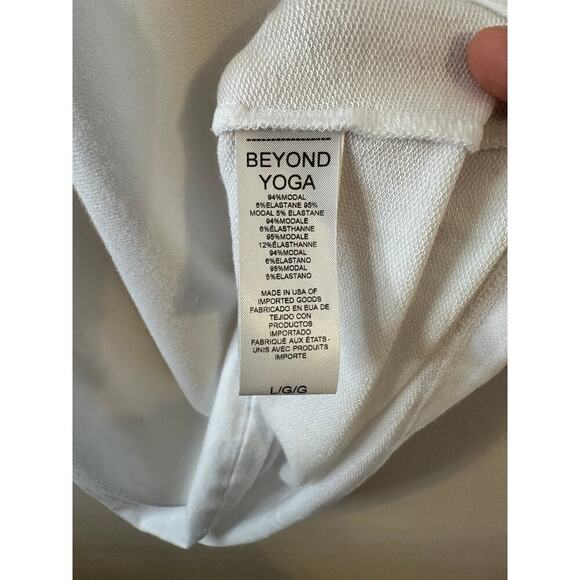 BEYOND
YOGA
94%MODAL
6%ELASTANE 95%
MODAL 5% ELASTANE
94%MODALE
6%ÉLASTHANNE
95%MODALE
12%ÉLASTHANNE
94%MODAL
6%ELASTANO
95%MODAL
5%ELASTANO
MADE IN USA OF
IMPORTED GOODS
FABRICADO EN EUA DE
TEJIDO CON
PRODUCTOS
IMPORTADO
FABRIQUÉ AUX ÉTATS -
UNIS AVEC PRODUITS
IMPORTE
L/G/G